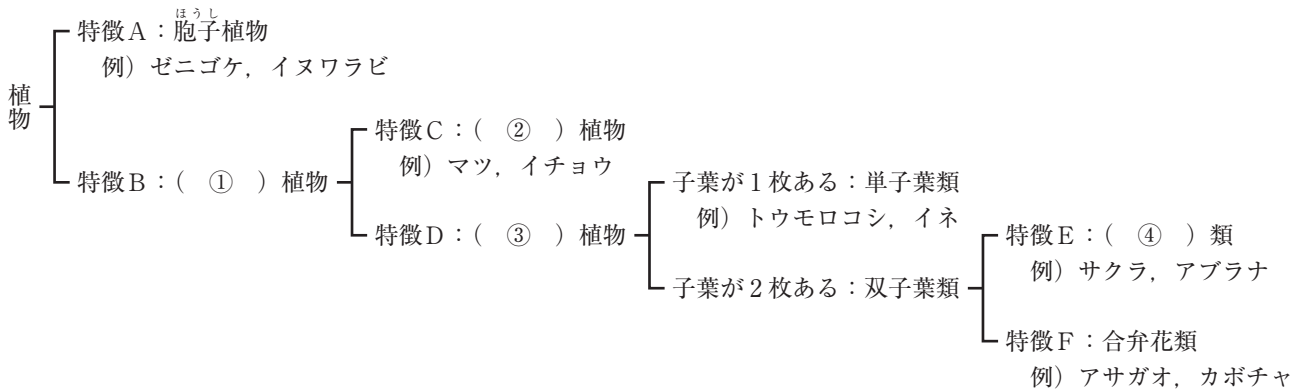 植物
特徴A：胞子植物
ほうし
例）ゼニゴケ，イヌワラビ
特徴B：(　①　) 植物
特徴C：(　②　) 植物
例）マツ，イチョウ
特徴D：(　③　) 植物
子葉が1枚ある：単子葉類
例）トウモロコシ，イネ
子葉が2枚ある：双子葉類
特徴E：(　④　) 類
例）サクラ，アブラナ
特徴F：合弁花類
例）アサガオ，カボチャ